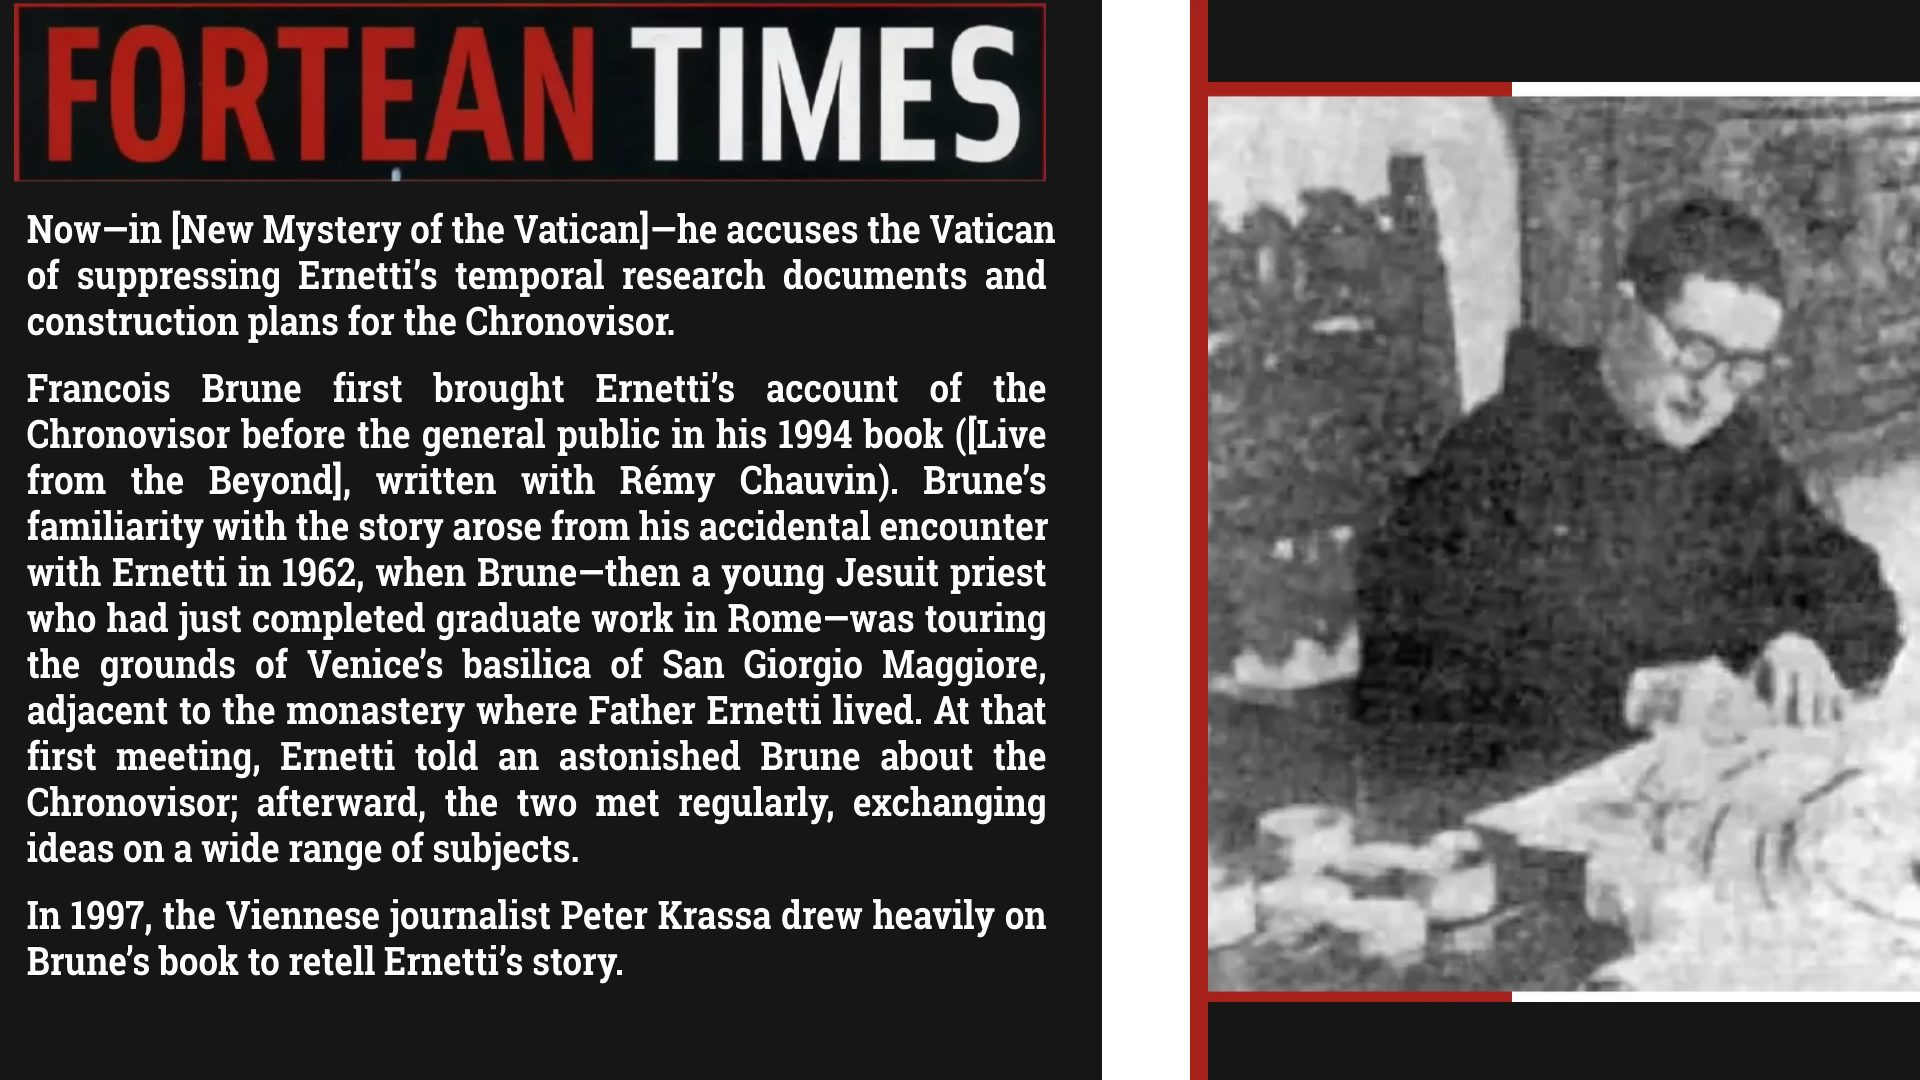 FORTEAN TIMES
Now—in [New Mystery of the Vatican]—he accuses the Vatican
of suppressing Ernetti’s temporal research documents and
construction plans for the Chronovisor.
Francois Brune first brought Ernetti’s account of the
Chronovisor before the general public in his 1994 book ([Live
from the Beyond], written with Rémy Chauvin). Brune’s
familiarity with the story arose from his accidental encounter
with Ernetti in 1962, when Brune—then a young Jesuit priest
who had just completed graduate work in Rome—was touring
the grounds of Venice’s basilica of San Giorgio Maggiore,
adjacent to the monastery where Father Ernetti lived. At that
first meeting, Ernetti told an astonished Brune about the
Chronovisor; afterward, the two met regularly, exchanging
ideas on a wide range of subjects.
In 1997, the Viennese journalist Peter Krassa drew heavily on
Brune’s book to retell Ernetti’s story.